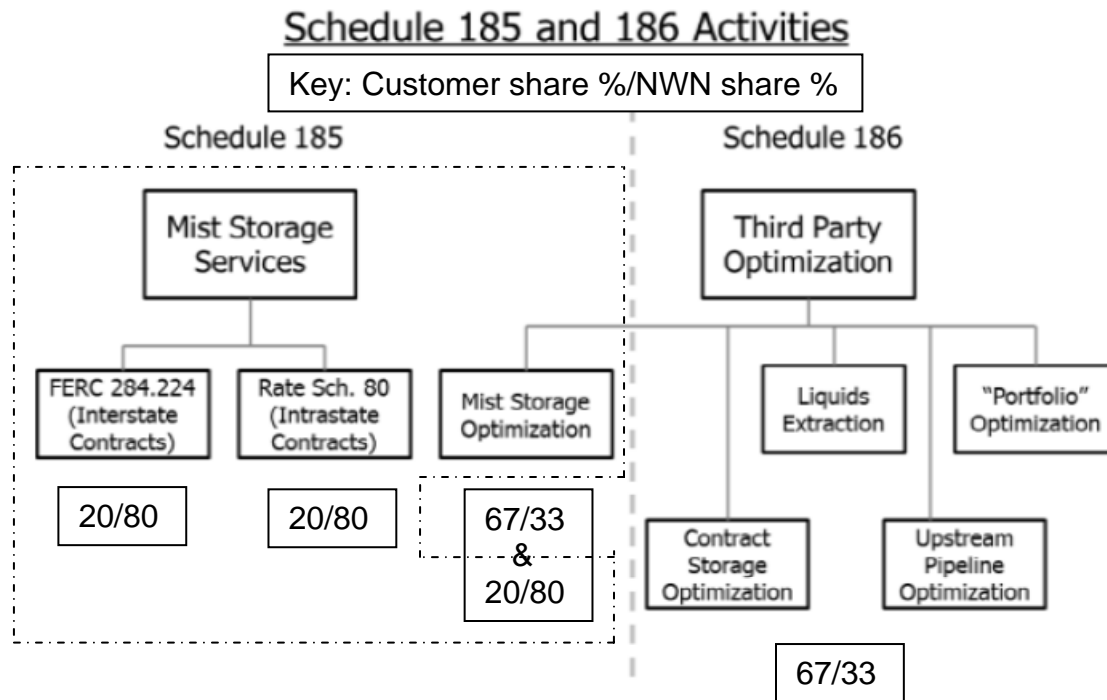 Schedule 185 and 186 Activities
Key: Customer share %/NWN share %
Schedule 185
Schedule 186
Mist Storage
Services
Third Party
Optimization
FERC 284.224
(Interstate
Contracts)
Rate Sch. 80
(Intrastate
Contracts)
Mist Storage
Optimization
Liquids
Extraction
“Portfolio”
Optimization
20/80
20/80
67/33
&
20/80
Contract
Storage
Optimization
Upstream
Pipeline
Optimization
67/33